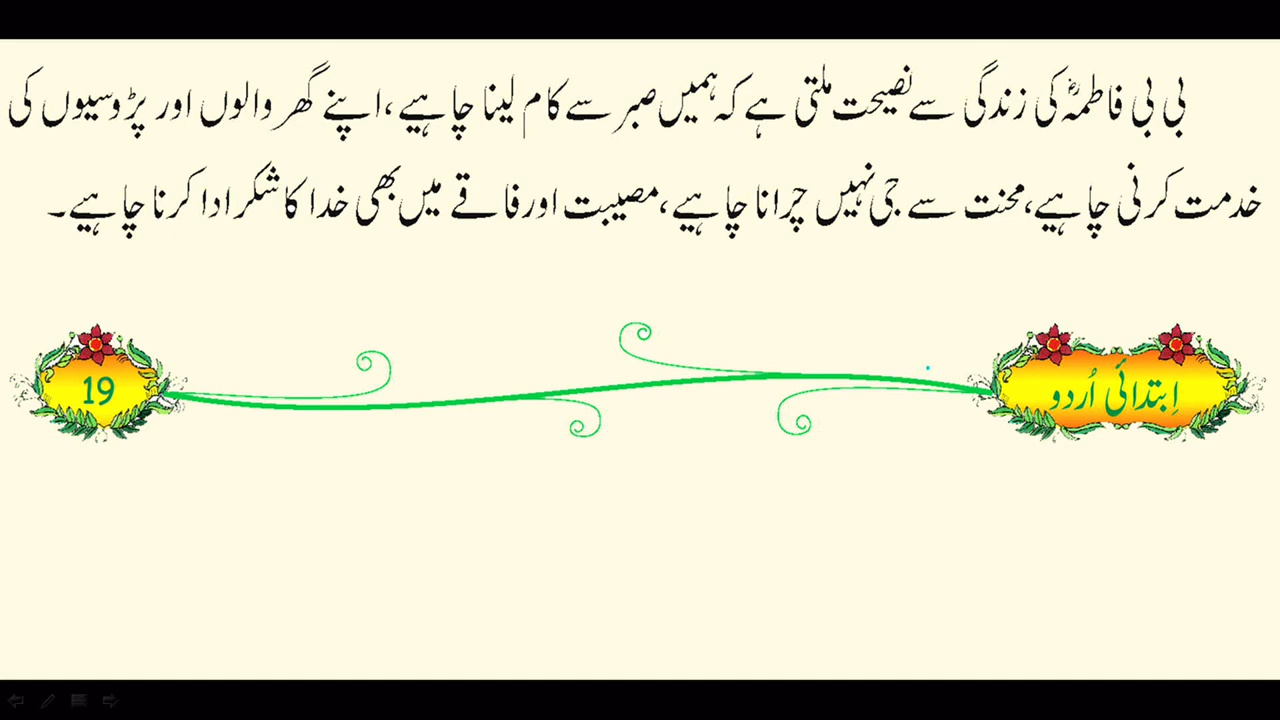 بی بی فاطمہؓ کی زندگی سے نصیحت ملتی ہے کہ ہمیں صبر سے کام لینا چاہیے، اپنے گھر والوں اور پڑوسیوں کی
خدمت کرنی چاہیے، محنت سے جی نہیں چرانا چاہیے، مصیبت اور فاقے میں بھی خدا کا شکر ادا کرنا چاہیے۔
اِبتدائی اُردو
19